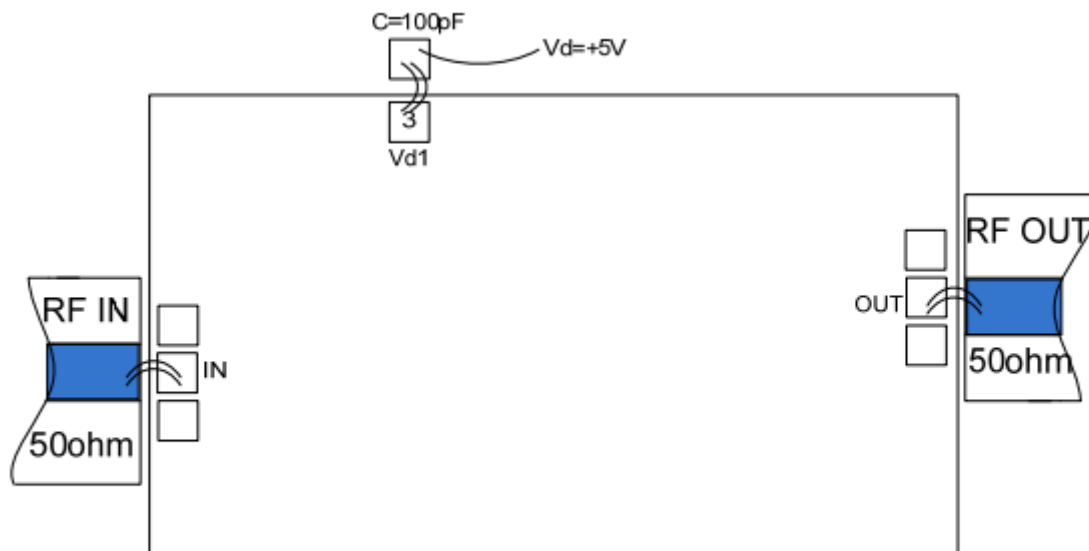 C=100pF
Vd=+5V
3
Vd1
RF OUT
RF IN
OUT
50ohm
IN
50ohm